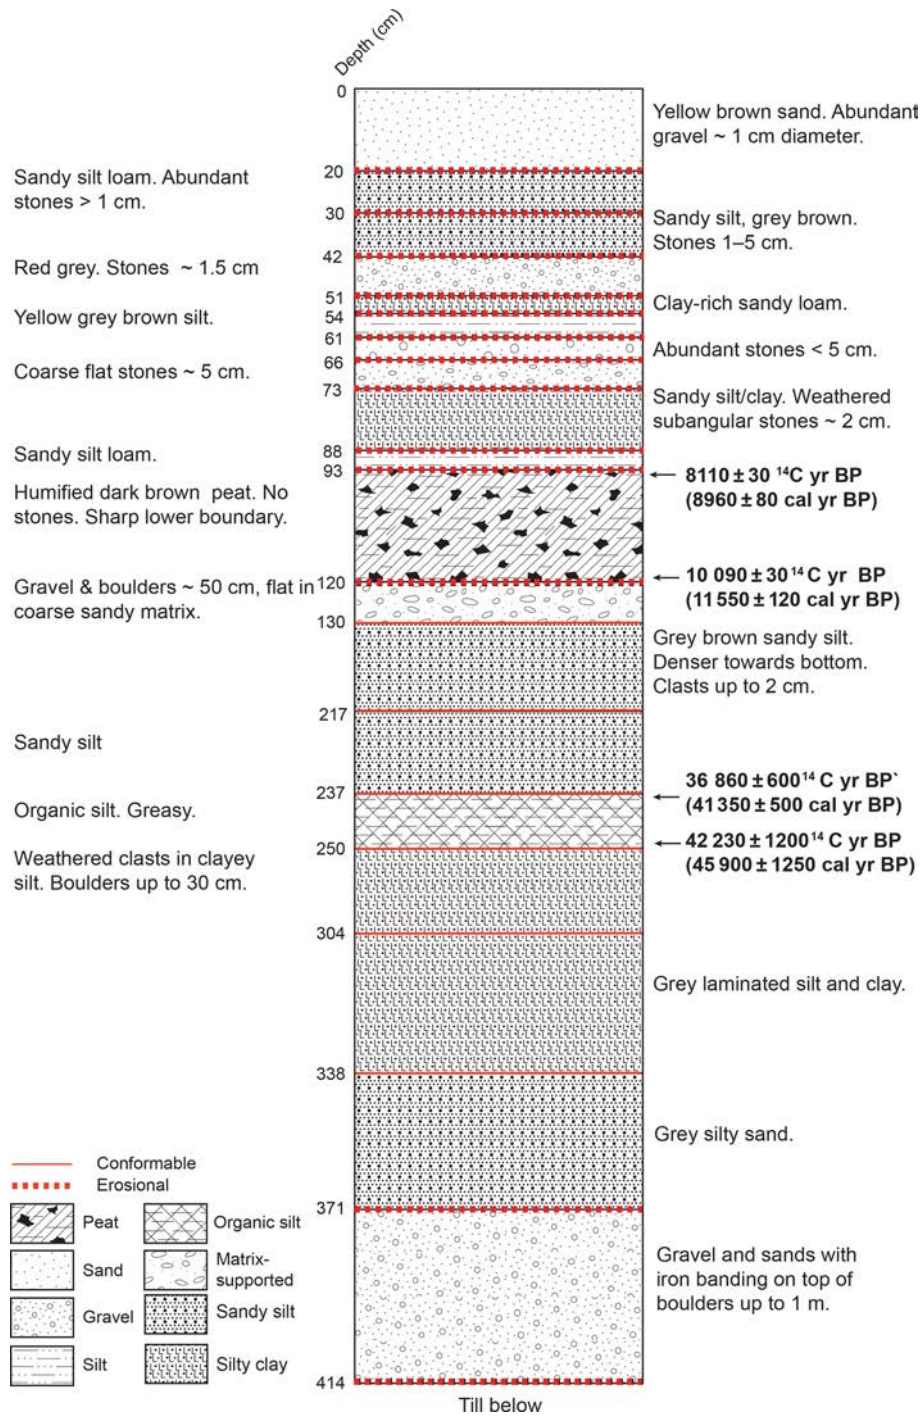 Depth (cm)
0
Yellow brown sand. Abundant
gravel ~ 1 cm diameter.
20
Sandy silt loam. Abundant
stones > 1 cm.
30
Sandy silt, grey brown.
Stones 1–5 cm.
42
Red grey. Stones ~ 1.5 cm
51
Clay-rich sandy loam.
54
Yellow grey brown silt.
61
Abundant stones < 5 cm.
66
Coarse flat stones ~ 5 cm.
73
Sandy silt/clay. Weathered
subangular stones ~ 2 cm.
88
Sandy silt loam.
93
8110 ± 30 ¹⁴C yr BP
(8960 ± 80 cal yr BP)
Humified dark brown peat. No
stones. Sharp lower boundary.
120
10 090 ± 30 ¹⁴C yr BP
(11 550 ± 120 cal yr BP)
Gravel & boulders ~ 50 cm, flat in
coarse sandy matrix.
130
Grey brown sandy silt.
Denser towards bottom.
Clasts up to 2 cm.
217
Sandy silt
237
36 860 ± 600 ¹⁴C yr BP`
(41 350 ± 500 cal yr BP)
Organic silt. Greasy.
250
42 230 ± 1200 ¹⁴C yr BP
(45 900 ± 1250 cal yr BP)
Weathered clasts in clayey
silt. Boulders up to 30 cm.
304
Grey laminated silt and clay.
338
Grey silty sand.
371
Gravel and sands with
iron banding on top of
boulders up to 1 m.
414
Till below
Conformable
Erosional
Peat
Organic silt
Sand
Matrix-
supported
Gravel
Sandy silt
Silt
Silty clay